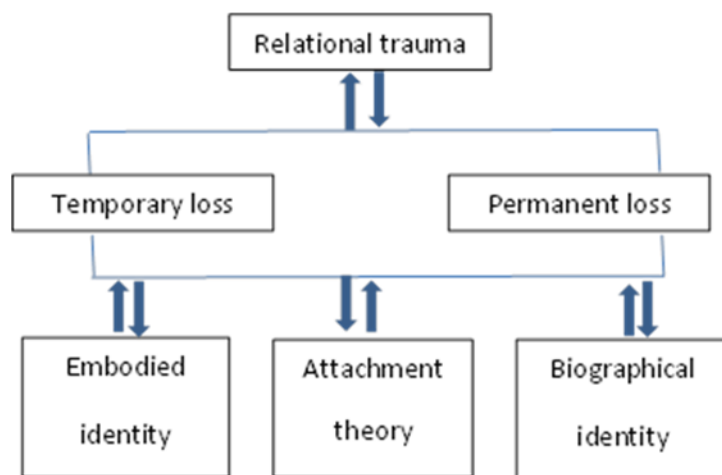 Relational trauma
Temporary loss
Permanent loss
Embodied
identity
Attachment
theory
Biographical
identity